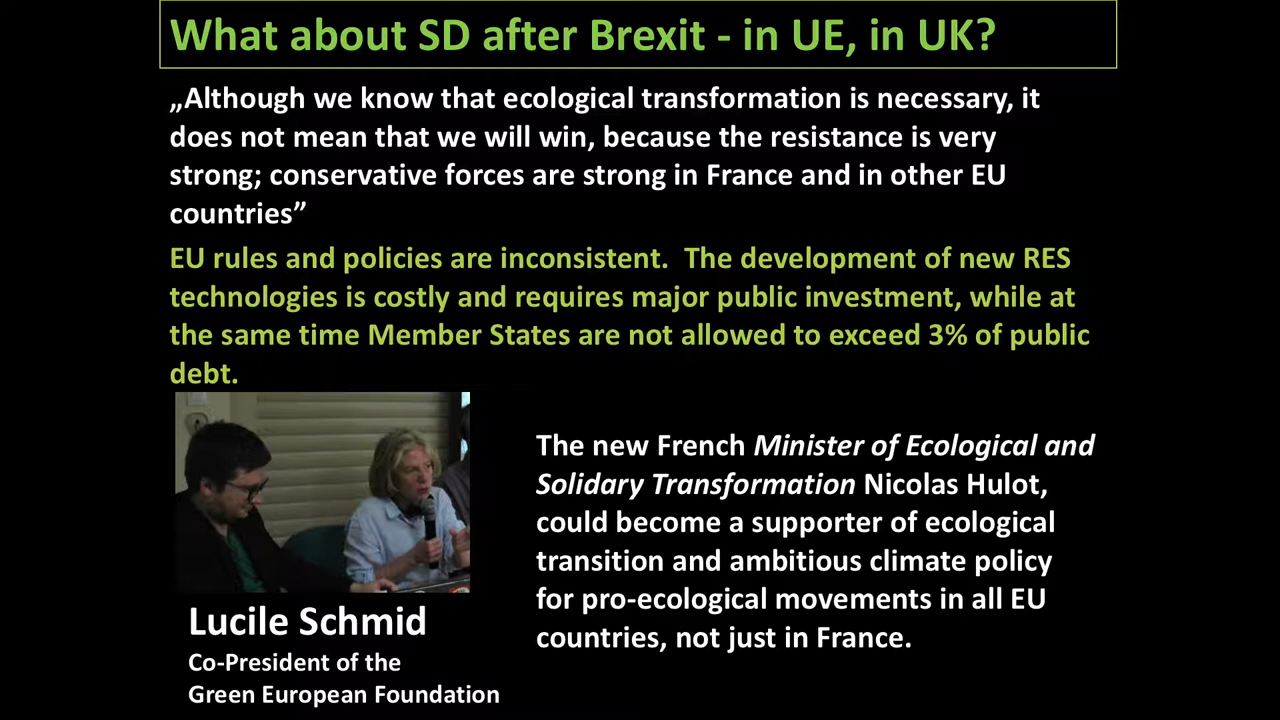 What about SD after Brexit - in UE, in UK?
„Although we know that ecological transformation is necessary, it
does not mean that we will win, because the resistance is very
strong; conservative forces are strong in France and in other EU
countries”
EU rules and policies are inconsistent.  The development of new RES
technologies is costly and requires major public investment, while at
the same time Member States are not allowed to exceed 3% of public
debt.
The new French Minister of Ecological and
Solidary Transformation Nicolas Hulot,
could become a supporter of ecological
transition and ambitious climate policy
for pro-ecological movements in all EU
countries, not just in France.
Lucile Schmid
Co-President of the
Green European Foundation